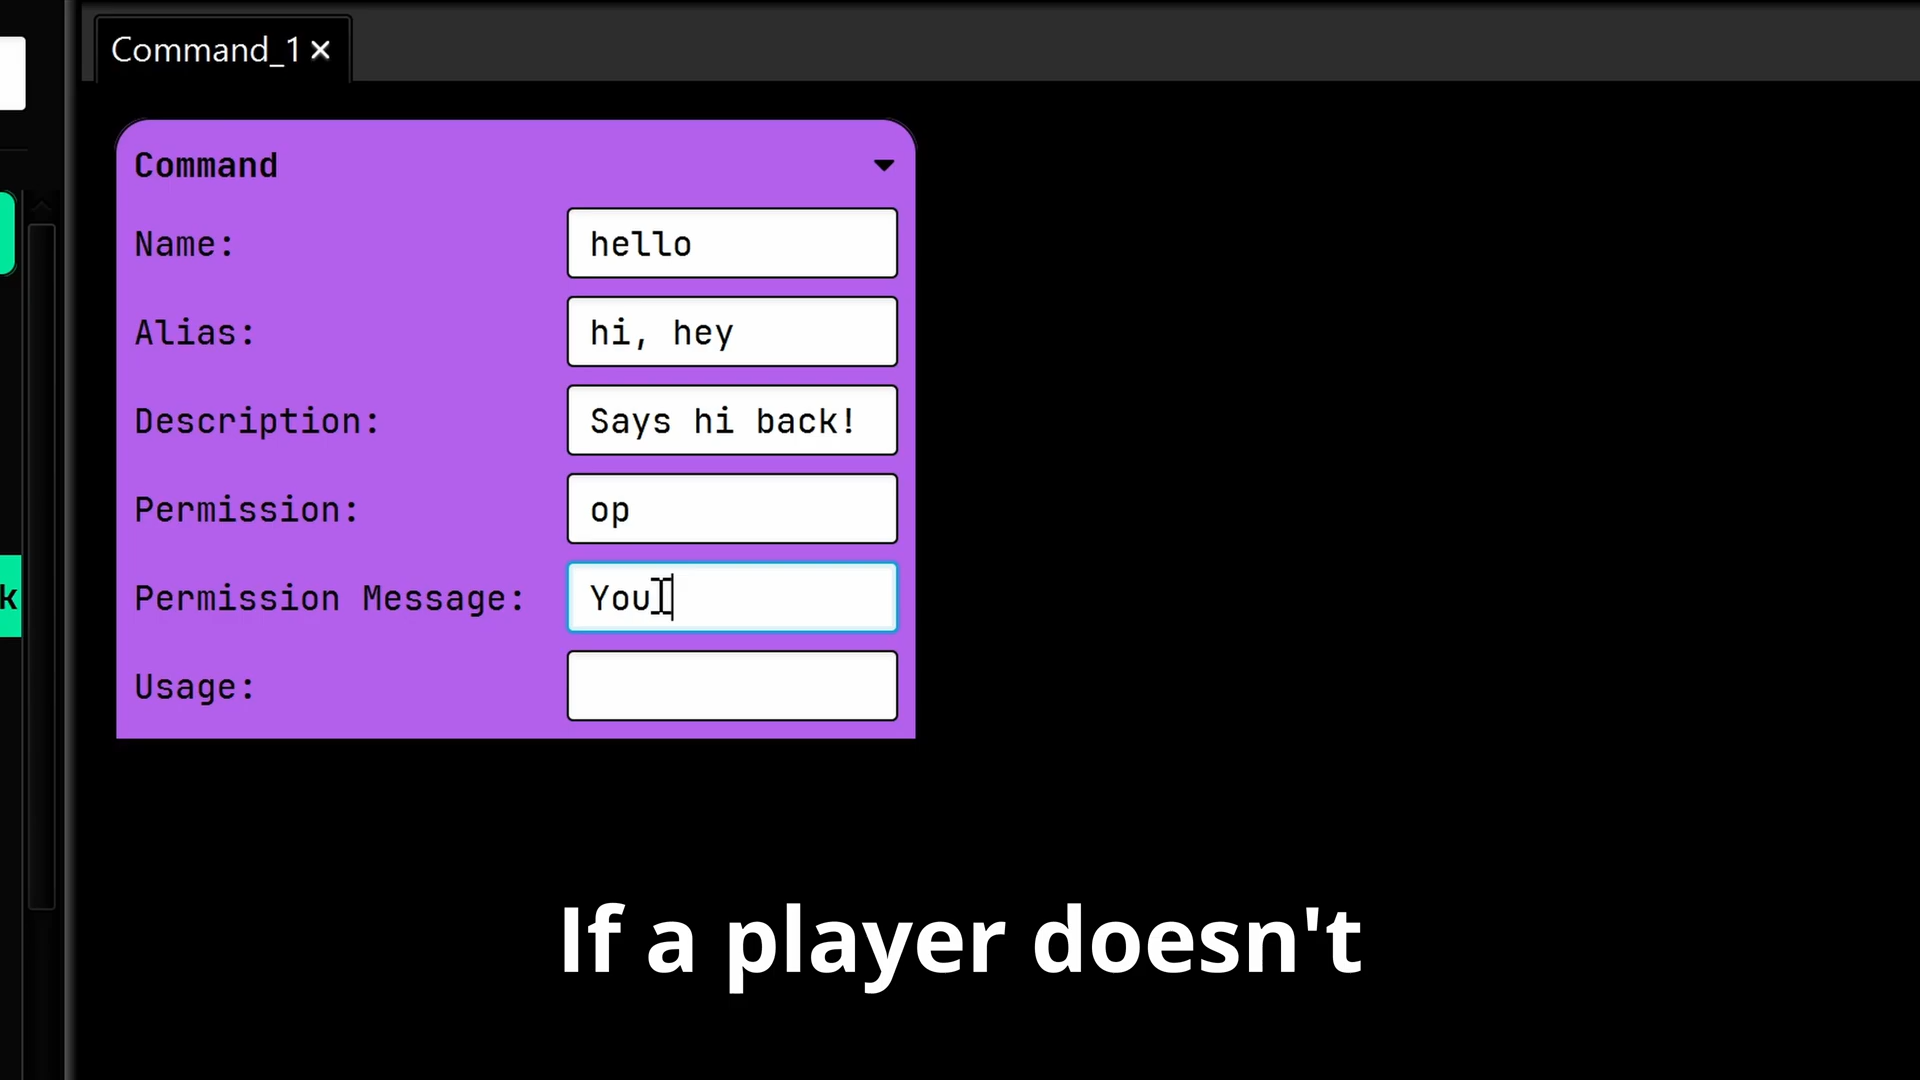 Command_1 ×
Command
Name: hello
Alias: hi, hey
Description: Says hi back!
Permission: op
Permission Message: You
Usage:
k
If a player doesn't